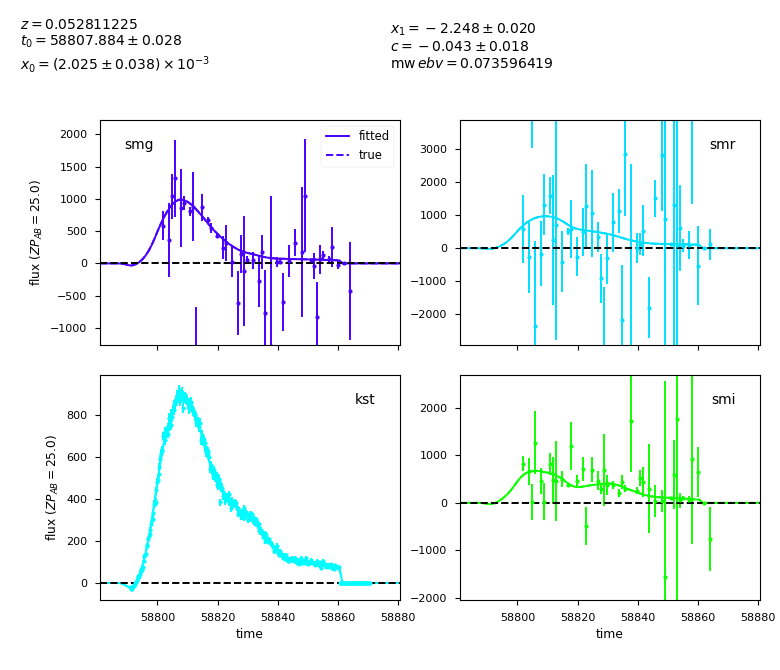 z = 0.052811225
t₀ = 58807.884 ± 0.028
x₀ = (2.025 ± 0.038) × 10⁻³
x₁ = −2.248 ± 0.020
c = −0.043 ± 0.018
mw ebv = 0.073596419
smg
fitted
true
2000
1500
1000
500
0
−500
−1000
flux (ZP_AB = 25.0)
smr
3000
2000
1000
0
−1000
−2000
kst
800
600
400
200
0
flux (ZP_AB = 25.0)
58800
58820
58840
58860
58880
time
smi
2000
1000
0
−1000
−2000
58800
58820
58840
58860
58880
time